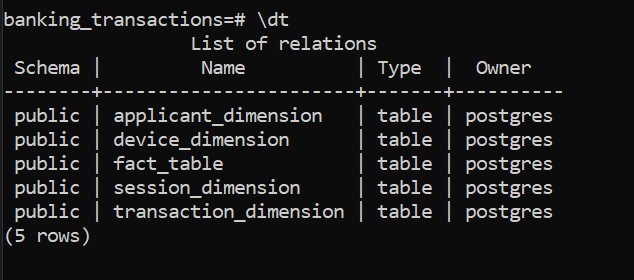 banking_transactions=# \dt
                 List of relations
 Schema |         Name          | Type  |  Owner
--------+-----------------------+-------+----------
 public | applicant_dimension   | table | postgres
 public | device_dimension      | table | postgres
 public | fact_table            | table | postgres
 public | session_dimension     | table | postgres
 public | transaction_dimension | table | postgres
(5 rows)